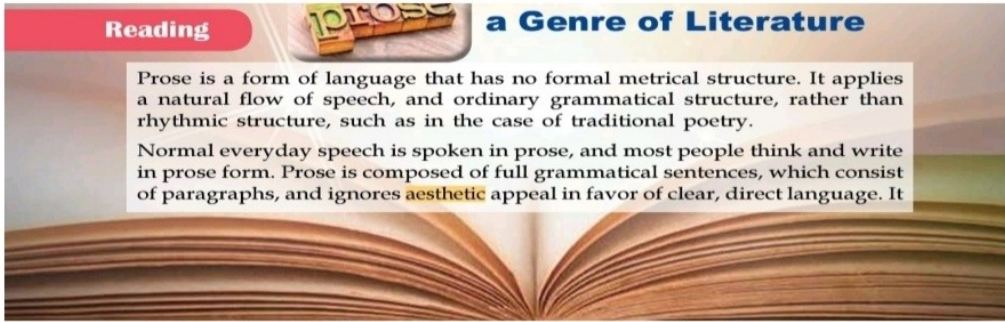 Reading
prose
a Genre of Literature
Prose is a form of language that has no formal metrical structure. It applies
a natural flow of speech, and ordinary grammatical structure, rather than
rhythmic structure, such as in the case of traditional poetry.
Normal everyday speech is spoken in prose, and most people think and write
in prose form. Prose is composed of full grammatical sentences, which consist
of paragraphs, and ignores aesthetic appeal in favor of clear, direct language. It